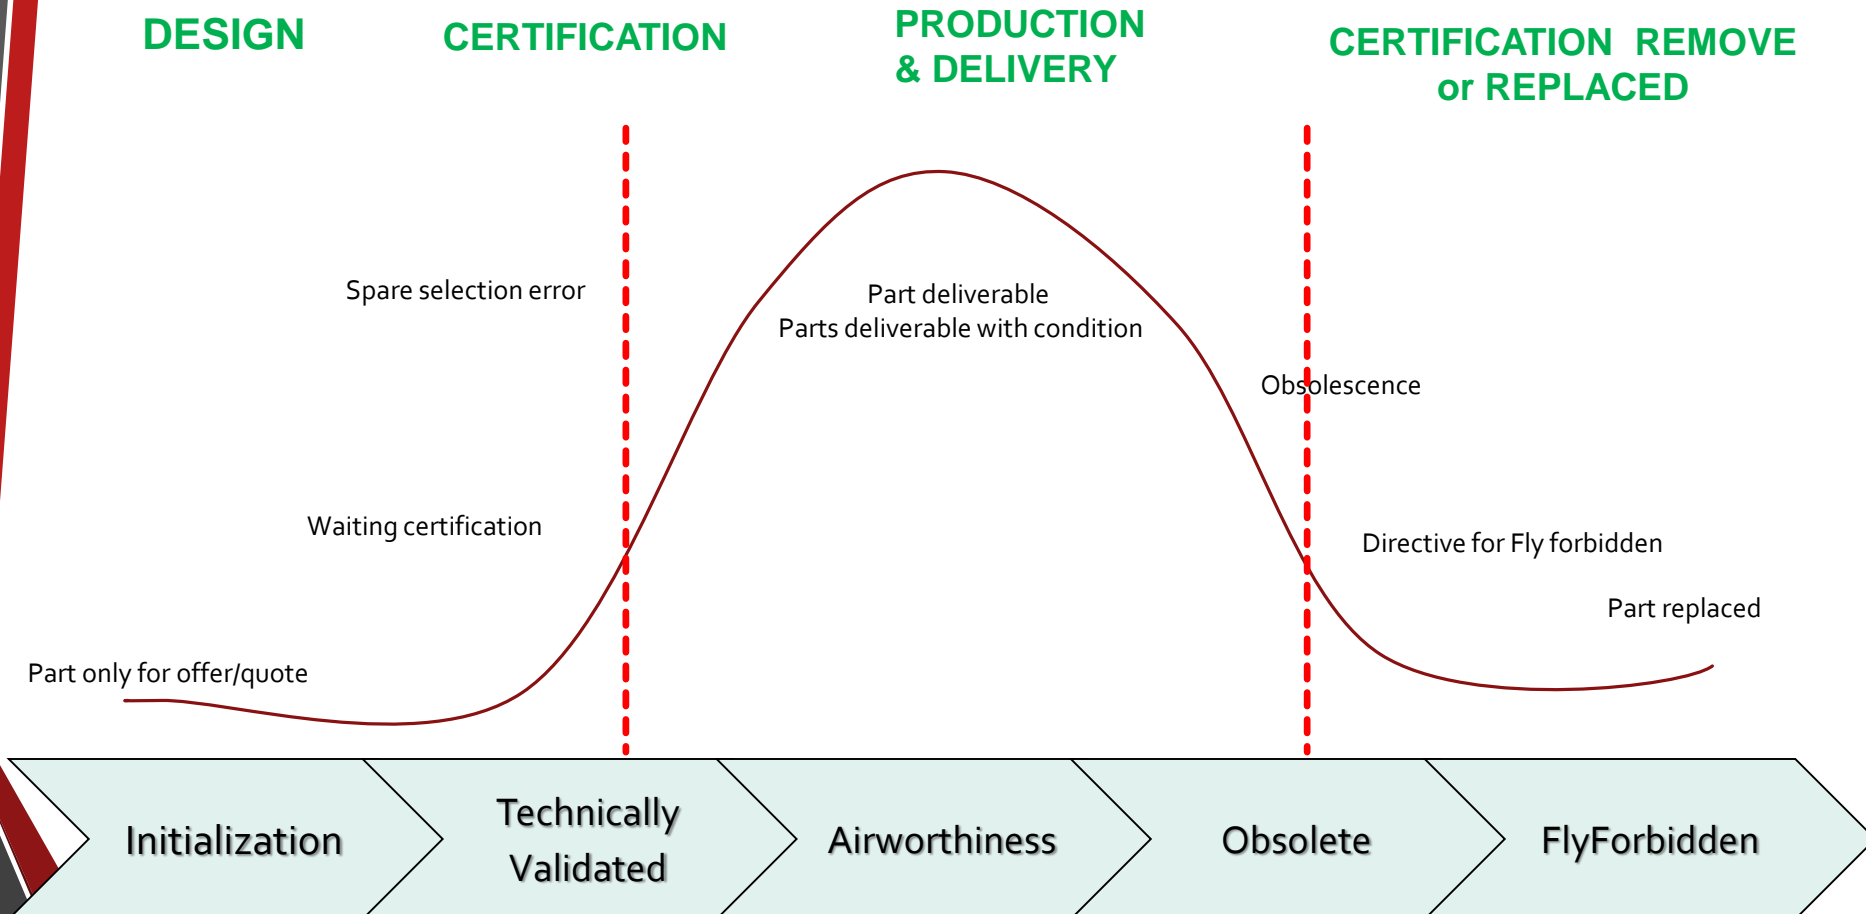 DESIGN
CERTIFICATION
PRODUCTION
& DELIVERY
CERTIFICATION REMOVE
or REPLACED
Spare selection error
Part deliverable
Parts deliverable with condition
Obsolescence
Waiting certification
Directive for Fly forbidden
Part replaced
Part only for offer/quote
Initialization
Technically
Validated
Airworthiness
Obsolete
FlyForbidden